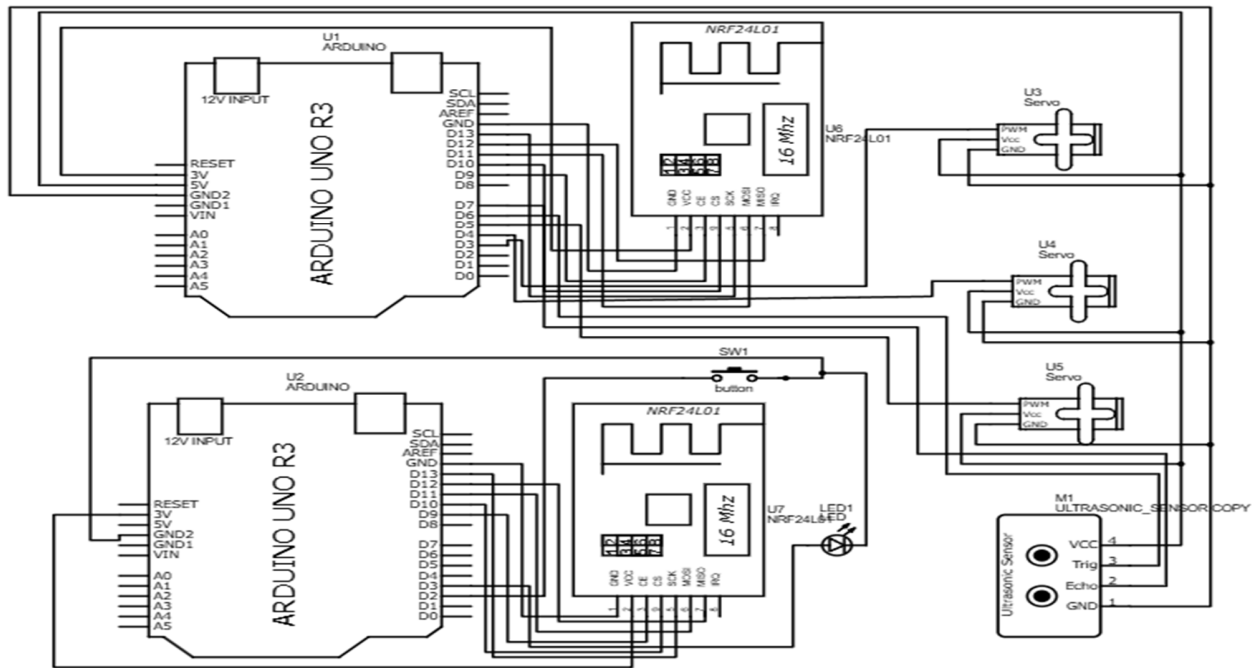 U1
ARDUINO
12V INPUT
ARDUINO UNO R3
RESET
3V
5V
GND2
GND1
VIN
A0
A1
A2
A3
A4
A5
SCL
SDA
AREF
GND
D13
D12
D11
D10
D9
D8
D7
D6
D5
D4
D3
D2
D1
D0
NRF24L01
16 Mhz
U6
NRF24L01
GND
VCC
CE
CS
SCK
MOSI
MISO
IRQ
U3
Servo
PWM
Vcc
GND
U4
Servo
PWM
Vcc
GND
U5
Servo
PWM
Vcc
GND
U2
ARDUINO
12V INPUT
ARDUINO UNO R3
RESET
3V
5V
GND2
GND1
VIN
A0
A1
A2
A3
A4
A5
SCL
SDA
AREF
GND
D13
D12
D11
D10
D9
D8
D7
D6
D5
D4
D3
D2
D1
D0
SW1
button
NRF24L01
16 Mhz
U7
NRF24L01
GND
VCC
CE
CS
SCK
MOSI
MISO
IRQ
LED1
LED
M1
ULTRASONIC_SENSOR COPY
Ultrasonic Sensor
VCC 4
Trig 3
Echo 2
GND 1